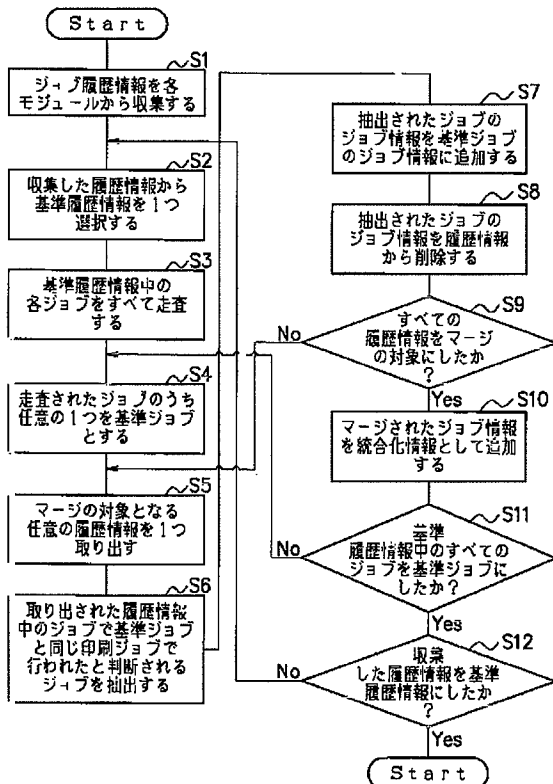 Start
S1
ジョブ履歴情報を各
モジュールから収集する
S2
収集した履歴情報から
基準履歴情報を1つ
選択する
S3
基準履歴情報中の
各ジョブをすべて走査
する
S4
走査されたジョブのうち
任意の1つを基準ジョブ
とする
S5
マージの対象となる
任意の履歴情報を1つ
取り出す
S6
取り出された履歴情報
中のジョブで基準ジョブ
と同じ印刷ジョブで
行われたと判断される
ジョブを抽出する
S7
抽出されたジョブの
ジョブ情報を基準ジョブ
のジョブ情報に追加する
S8
抽出されたジョブの
ジョブ情報を履歴情報
から削除する
S9
すべての
履歴情報をマージ
の対象にしたか
?
No
Yes
S10
マージされたジョブ情報
を統合化情報として追加
する
S11
基準
履歴情報中のすべての
ジョブを基準ジョブに
したか?
No
Yes
S12
収集
した履歴情報を基準
履歴情報にしたか
?
No
Yes
Start